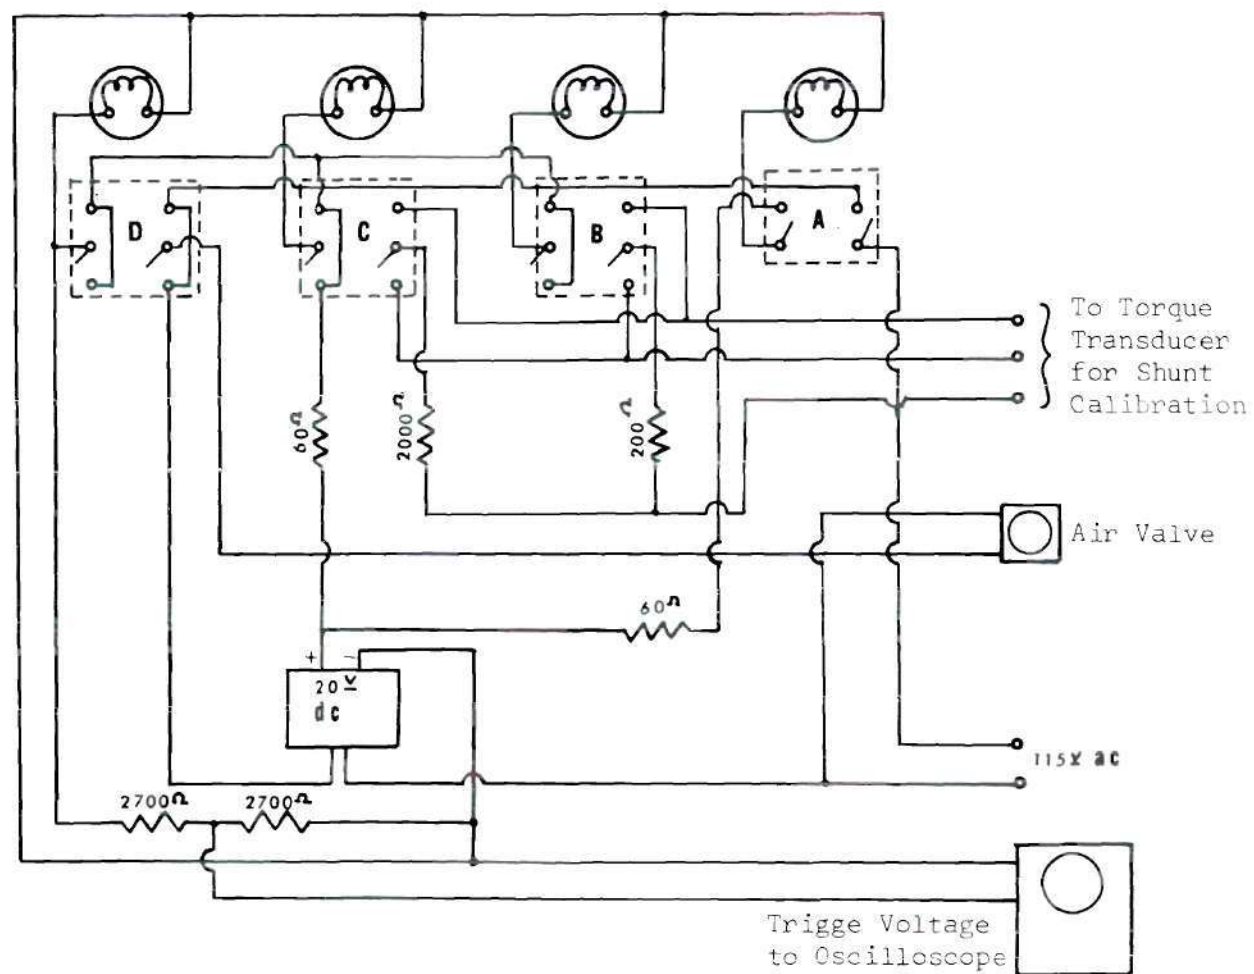 D
C
B
A
To Torque
Transducer
for Shunt
Calibration
60Ω
2000Ω
200Ω
Air Valve
60Ω
+ −
20 V
dc
115V ac
2700Ω 2700Ω
Trigge Voltage
to Oscilloscope